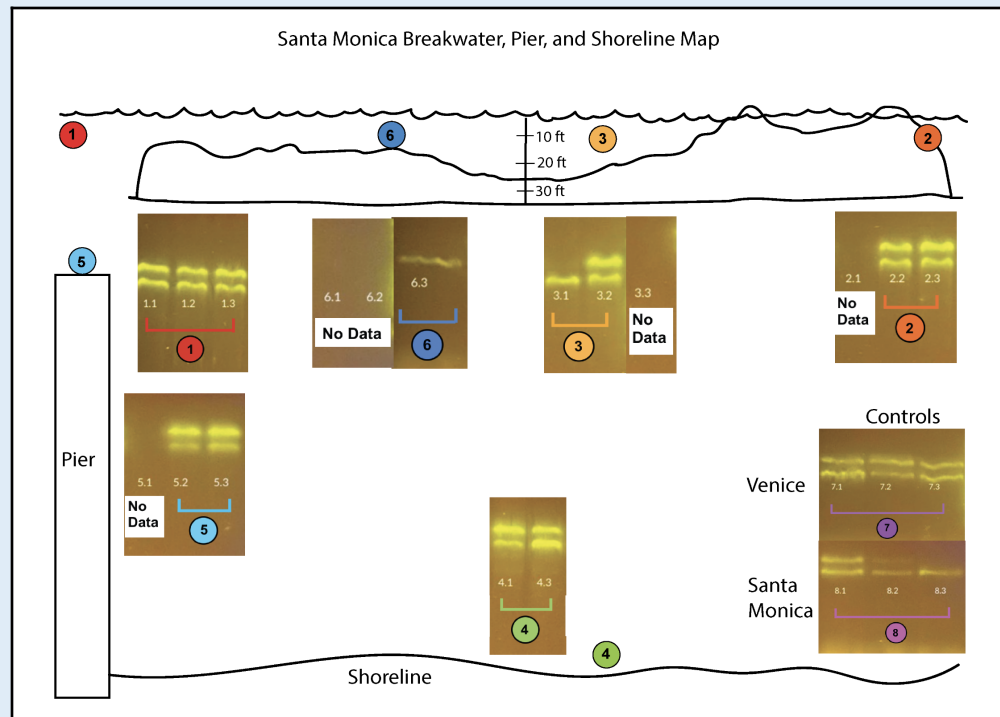 Santa Monica Breakwater, Pier, and Shoreline Map
1
6
3
2
10 ft
20 ft
30 ft
5
1.1 1.2 1.3
1
6.1 6.2 6.3
No Data
6
3.1 3.2 3.3
No
Data
3
2.1 2.2 2.3
No
Data
2
Pier
5.1 5.2 5.3
No
Data
5
4.1 4.3
4
Controls
Venice
7.1 7.2 7.3
7
Santa
Monica
8.1 8.2 8.3
8
4
Shoreline